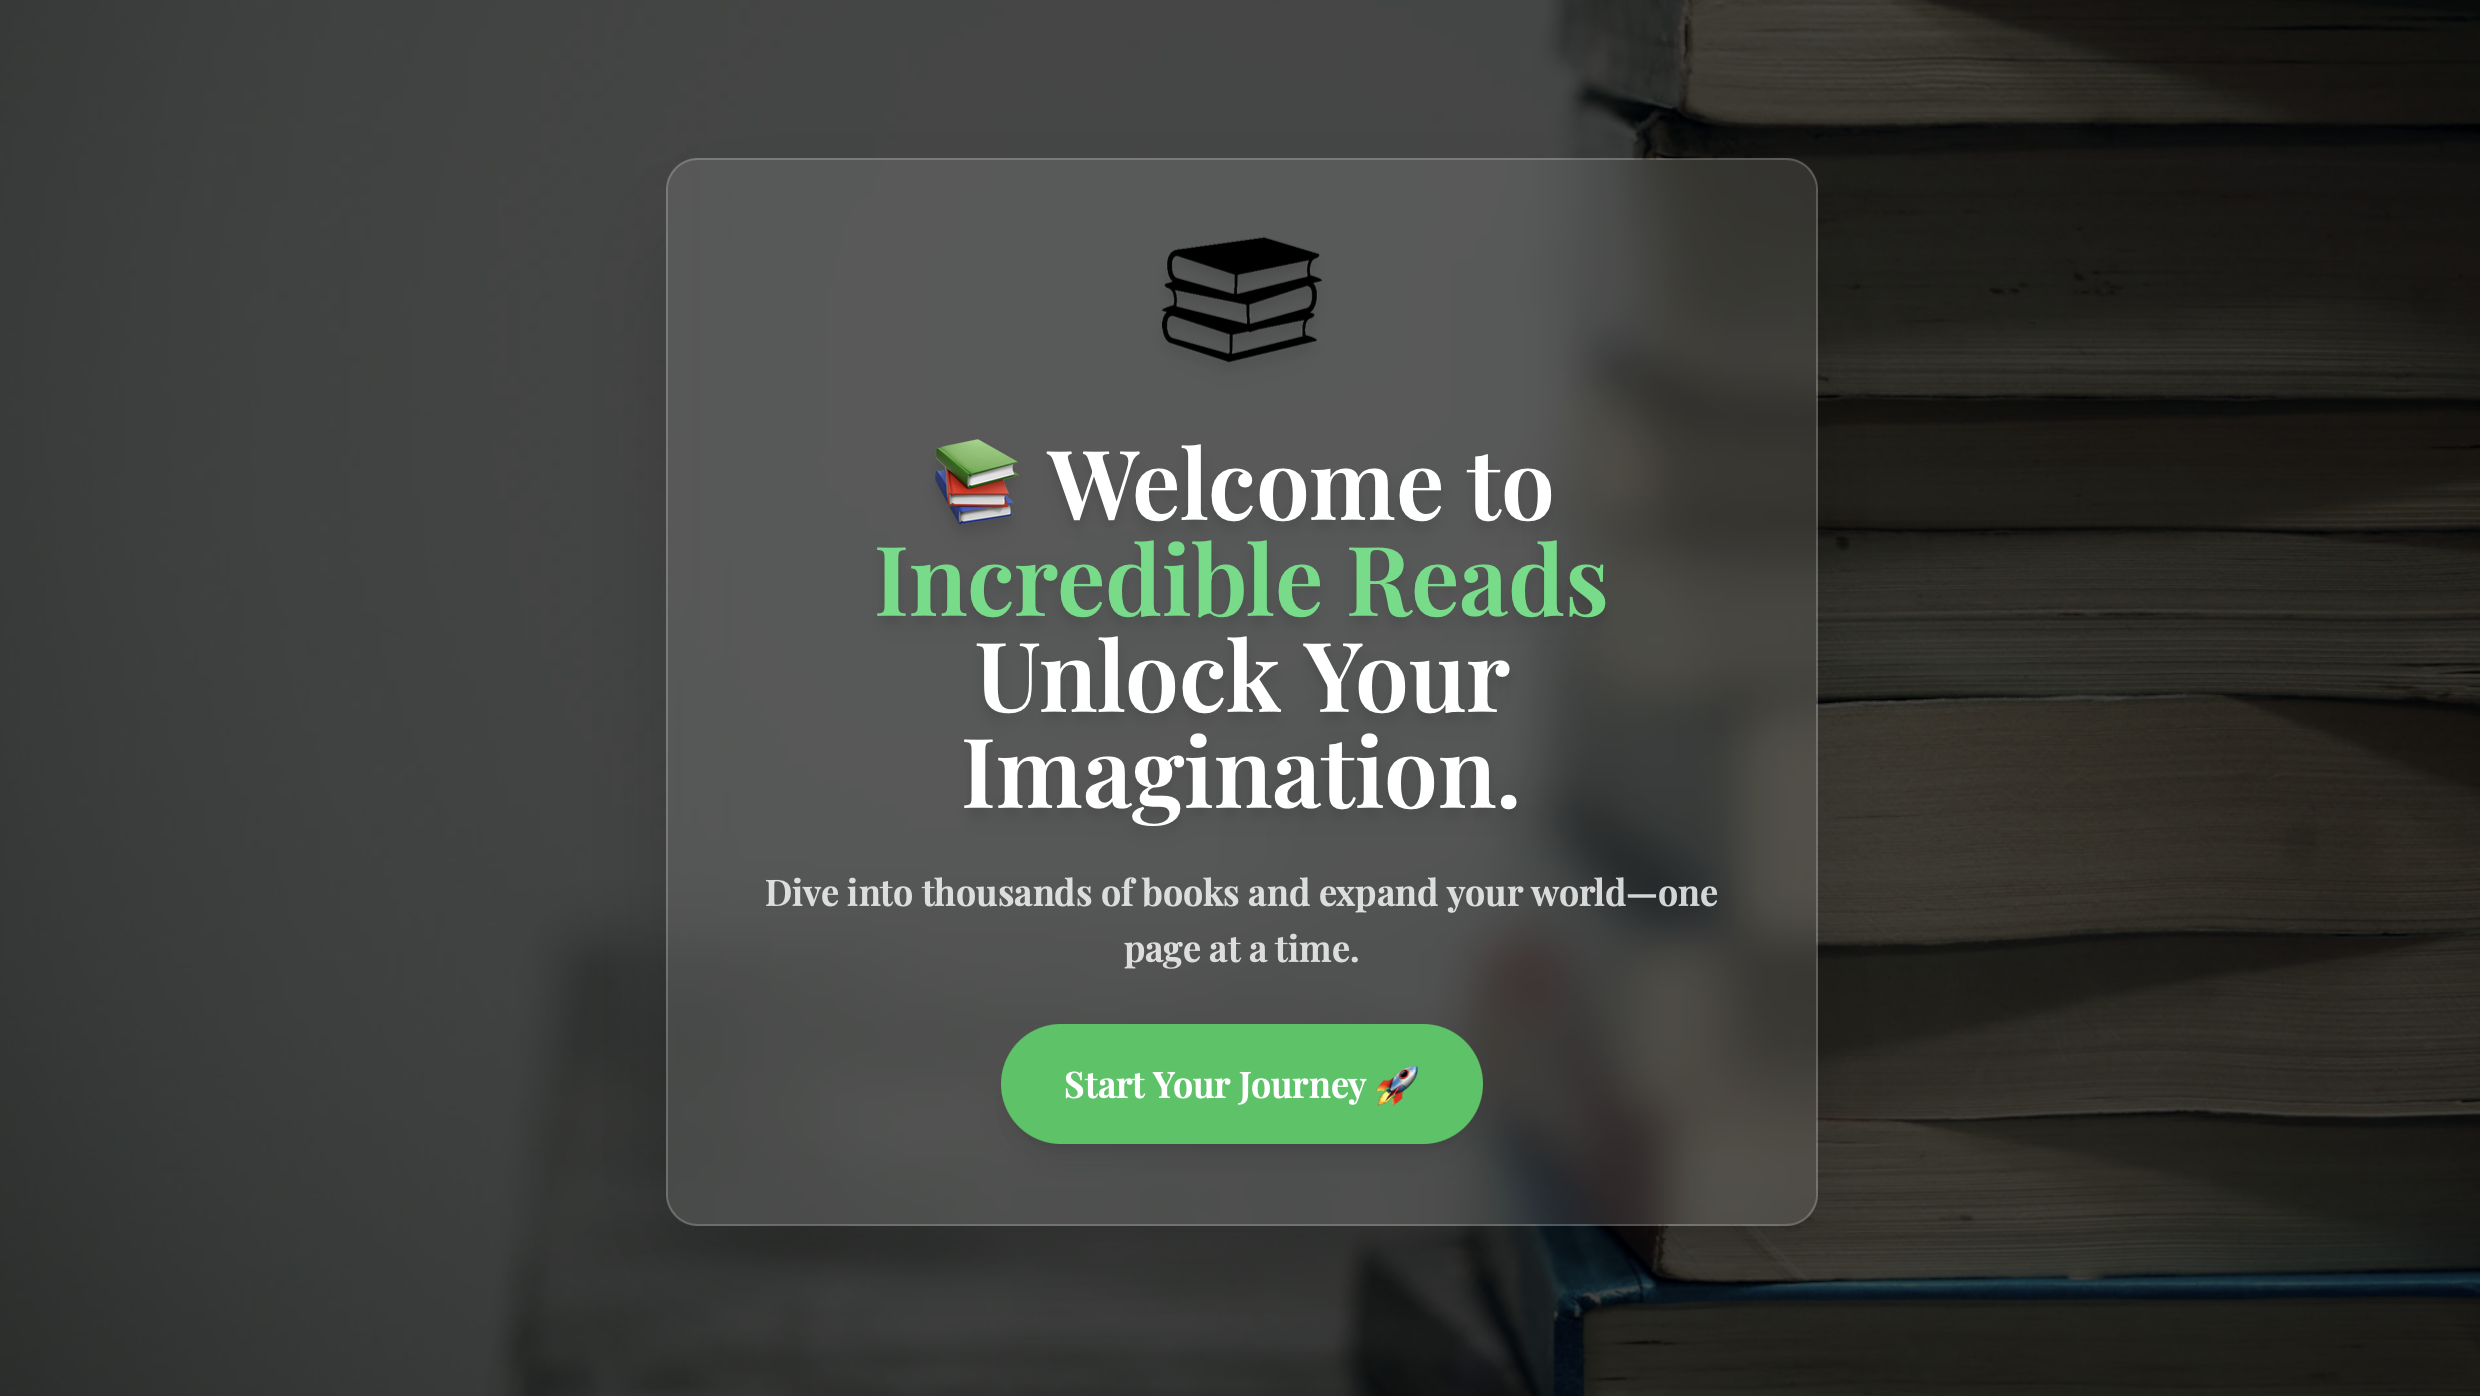 📚 Welcome to
Incredible Reads
Unlock Your
Imagination.
Dive into thousands of books and expand your world—one
page at a time.
Start Your Journey 🚀